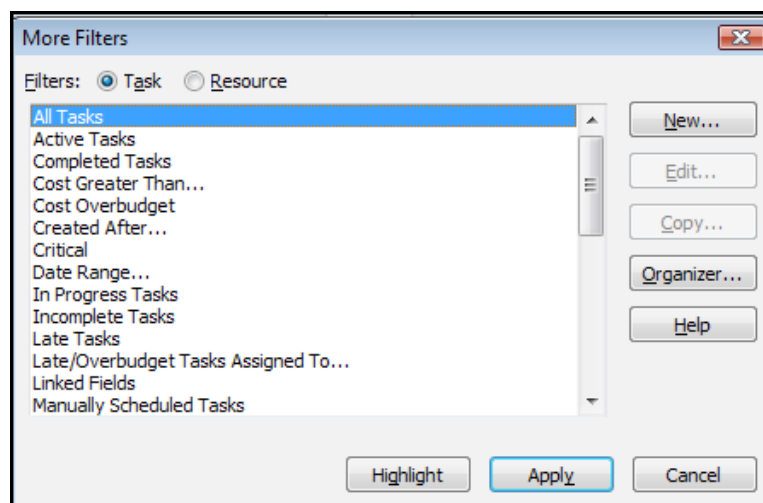 More Filters
Filters: Task Resource
All Tasks
Active Tasks
Completed Tasks
Cost Greater Than...
Cost Overbudget
Created After...
Critical
Date Range...
In Progress Tasks
Incomplete Tasks
Late Tasks
Late/Overbudget Tasks Assigned To...
Linked Fields
Manually Scheduled Tasks
New...
Edit...
Copy...
Organizer...
Help
Highlight Apply Cancel